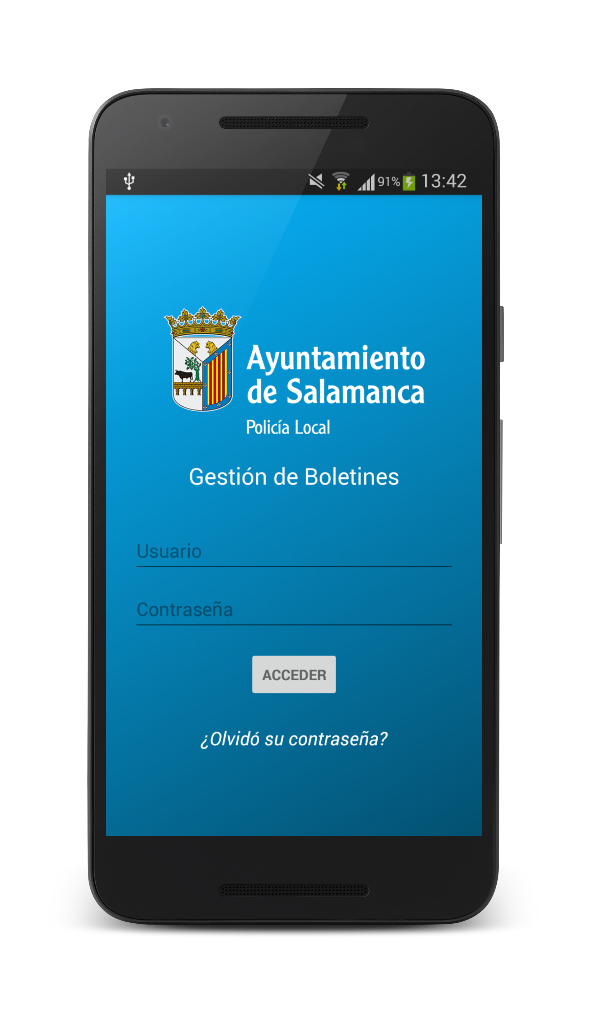 91% 13:42
Ayuntamiento
de Salamanca
Policía Local
Gestión de Boletines
Usuario
Contraseña
ACCEDER
¿Olvidó su contraseña?